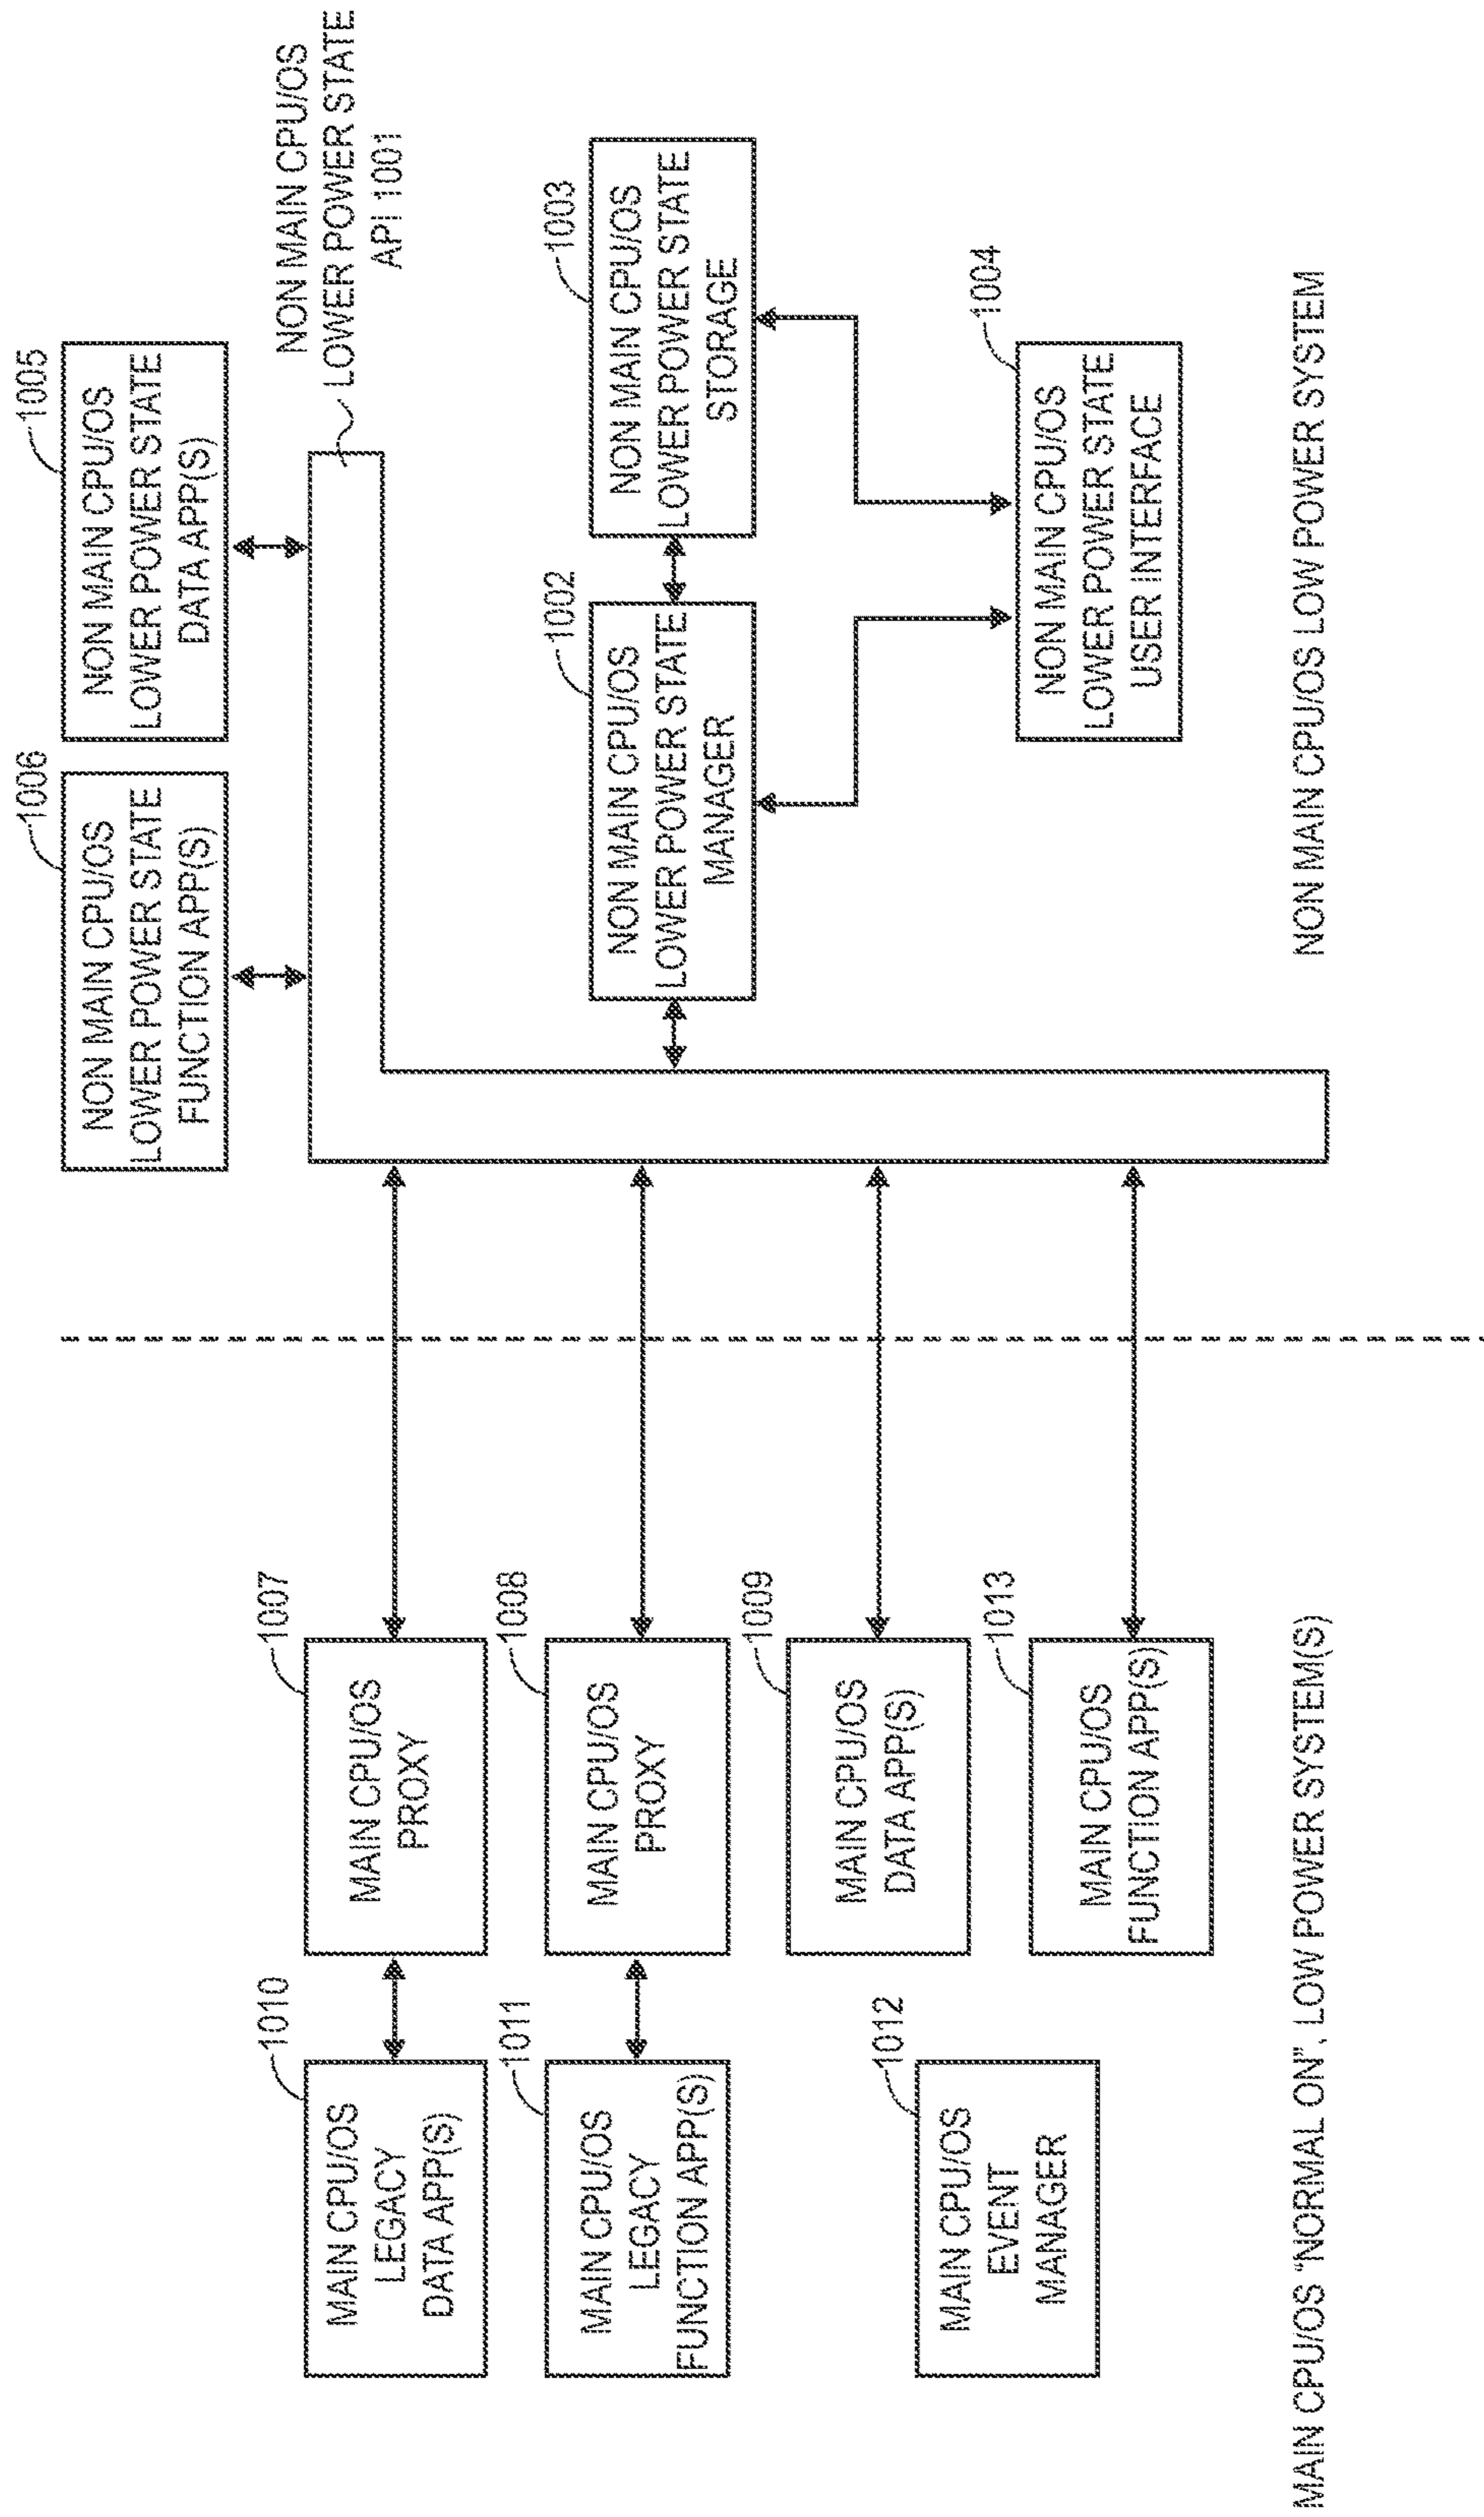 1006
NON MAIN CPU/OS
LOWER POWER STATE
FUNCTION APP(S)
1005
NON MAIN CPU/OS
LOWER POWER STATE
DATA APP(S)
NON MAIN CPU/OS
LOWER POWER STATE
API 1001
1010
MAIN CPU/OS
LEGACY
DATA APP(S)
1007
MAIN CPU/OS
PROXY
1011
MAIN CPU/OS
LEGACY
FUNCTION APP(S)
1008
MAIN CPU/OS
PROXY
1002
NON MAIN CPU/OS
LOWER POWER STATE
MANAGER
1003
NON MAIN CPU/OS
LOWER POWER STATE
STORAGE
1009
MAIN CPU/OS
DATA APP(S)
1012
MAIN CPU/OS
EVENT
MANAGER
1013
MAIN CPU/OS
FUNCTION APP(S)
1004
NON MAIN CPU/OS
LOWER POWER STATE
USER INTERFACE
MAIN CPU/OS "NORMAL ON", LOW POWER SYSTEM(S)
NON MAIN CPU/OS LOW POWER SYSTEM